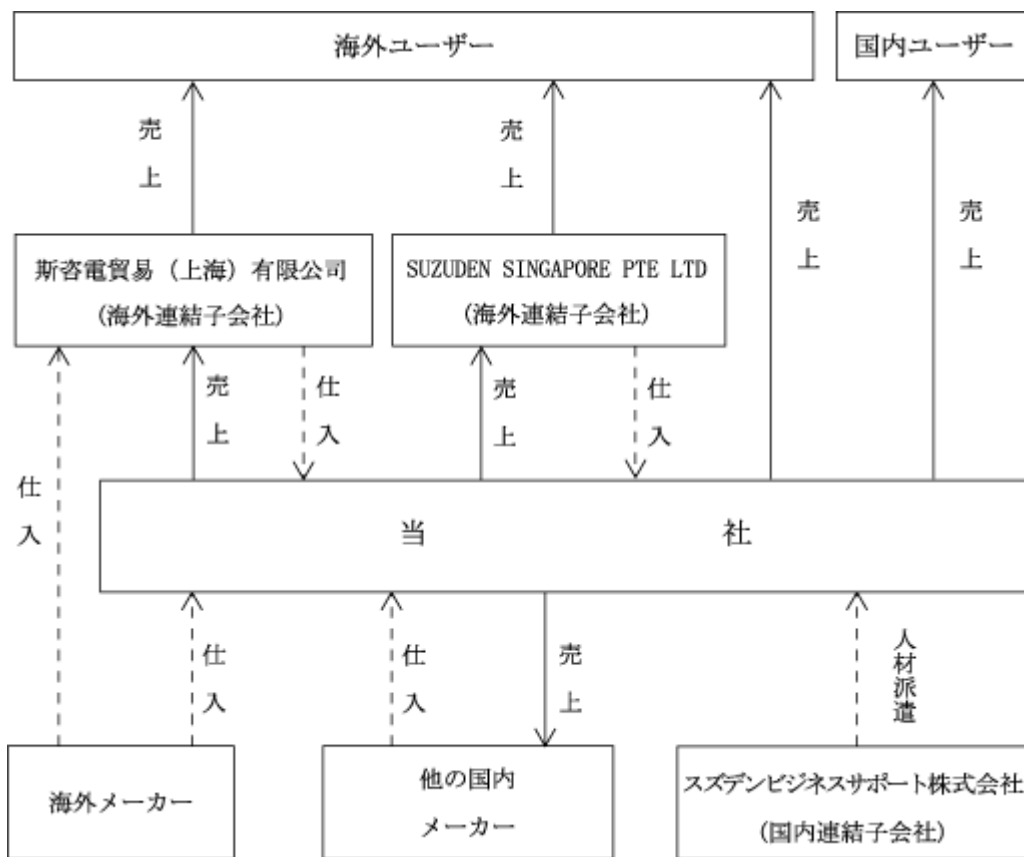 海外ユーザー
国内ユーザー
売上
売上
売上
売上
斯咨電貿易（上海）有限公司
(海外連結子会社)
SUZUDEN SINGAPORE PTE LTD
(海外連結子会社)
売上
仕入
売上
仕入
仕入
当社
仕入
仕入
売上
人材派遣
海外メーカー
他の国内
メーカー
スズデンビジネスサポート株式会社
(国内連結子会社)